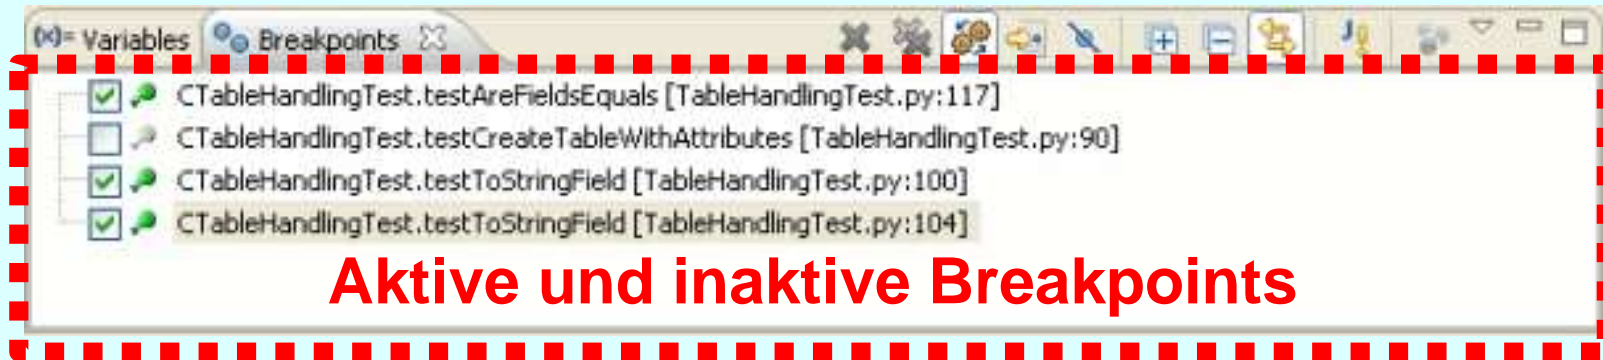 (x)= Variables Breakpoints
CTableHandlingTest.testAreFieldsEquals [TableHandlingTest.py:117]
CTableHandlingTest.testCreateTableWithAttributes [TableHandlingTest.py:90]
CTableHandlingTest.testToStringField [TableHandlingTest.py:100]
CTableHandlingTest.testToStringField [TableHandlingTest.py:104]
Aktive und inaktive Breakpoints